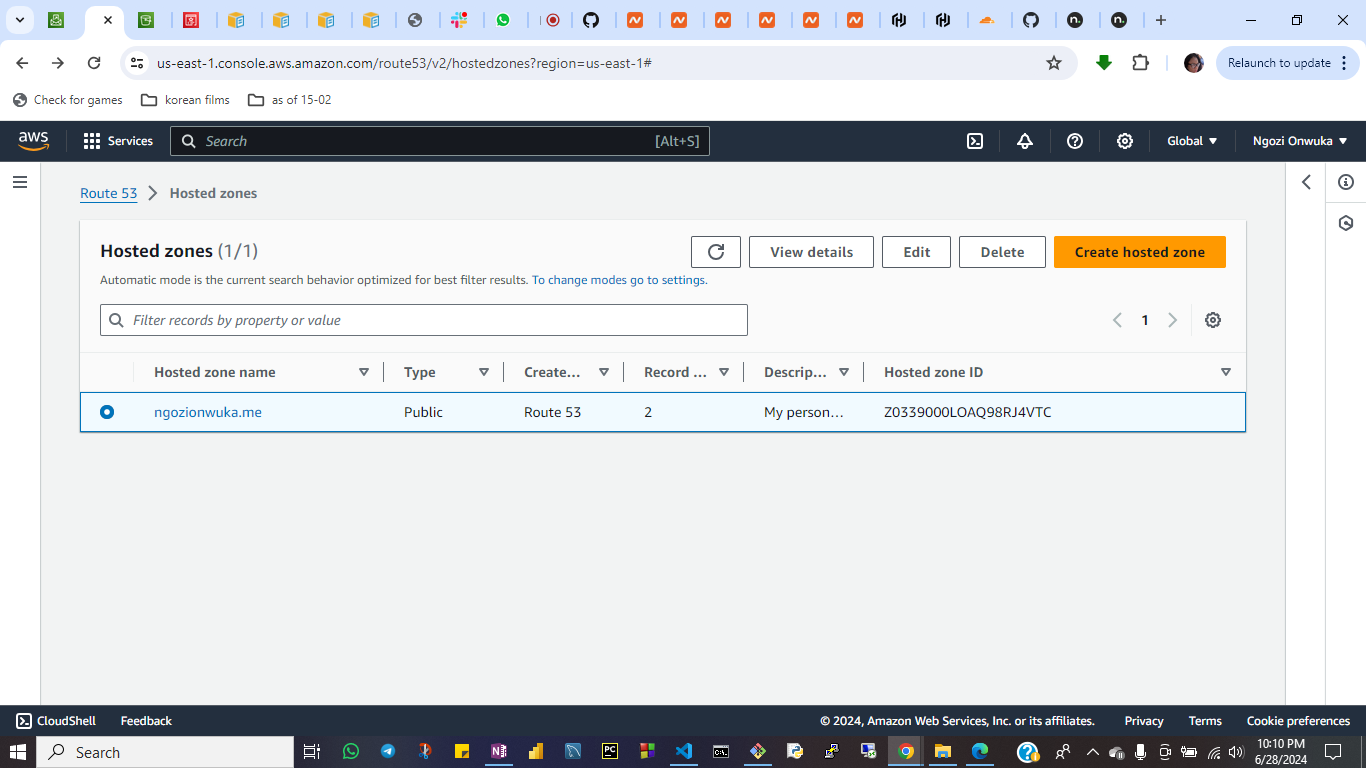 us-east-1.console.aws.amazon.com/route53/v2/hostedzones?region=us-east-1#
Relaunch to update
Check for games
korean films
as of 15-02
aws
Services
Search
[Alt+S]
Global
Ngozi Onwuka
Route 53
Hosted zones
Hosted zones (1/1)
View details
Edit
Delete
Create hosted zone
Automatic mode is the current search behavior optimized for best filter results. To change modes go to settings.
Filter records by property or value
1
Hosted zone name
Type
Create...
Record ...
Descrip...
Hosted zone ID
ngozionwuka.me
Public
Route 53
2
My person...
Z0339000LOAQ98RJ4VTC
CloudShell
Feedback
© 2024, Amazon Web Services, Inc. or its affiliates.
Privacy
Terms
Cookie preferences
Search
10:10 PM
6/28/2024